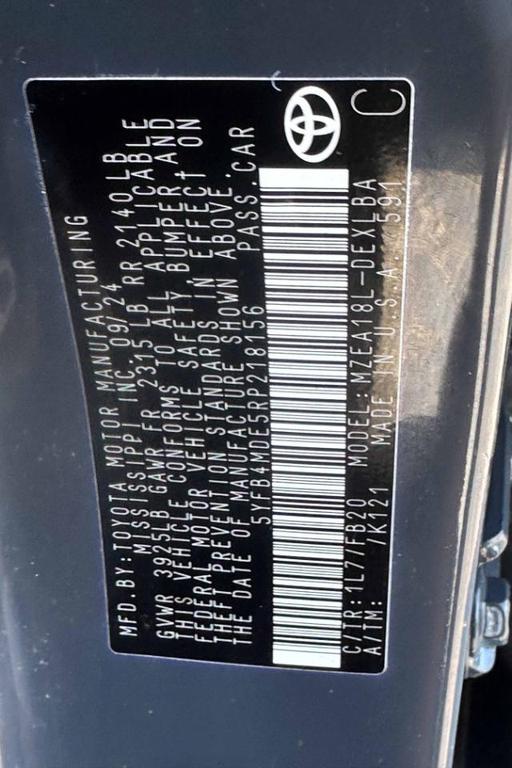 MFD.BY:TOYOTA MOTOR MANUFACTURING
MISSISSIPPI INC. 09/24
GVWR 3925LB GAWR FR 2315 LB RR 2140LB
THIS VEHICLE CONFORMS TO ALL APPLICABLE
FEDERAL MOTOR VEHICLE SAFETY, BUMPER,AND
THEFT PREVENTION STANDARDS IN EFFECT ON
THE DATE OF MANUFACTURE SHOWN ABOVE.
5YFB4MDE5RP218156 PASS.CAR
C/TR:1L7/FB20 MODEL:MZEA18L-DEXLBA
A/TM: /K121 MADE IN U.S.A. 591
C